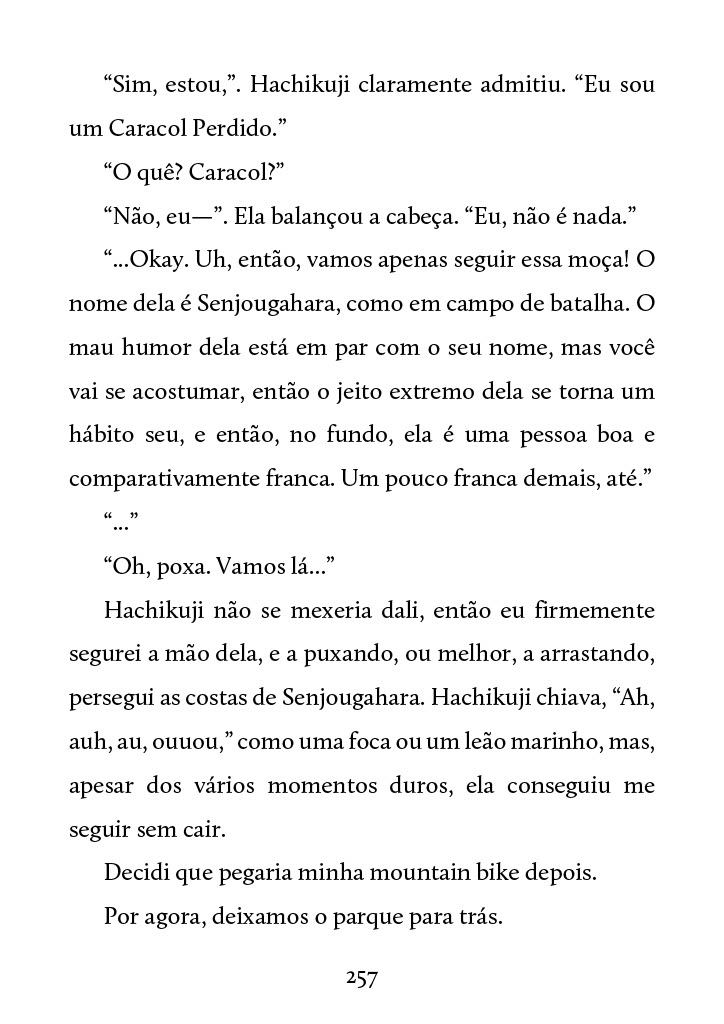 “Sim, estou,”. Hachikuji claramente admitiu. “Eu sou
um Caracol Perdido.”
“O quê? Caracol?”
“Não, eu—”. Ela balançou a cabeça. “Eu, não é nada.”
“...Okay. Uh, então, vamos apenas seguir essa moça! O
nome dela é Senjougahara, como em campo de batalha. O
mau humor dela está em par com o seu nome, mas você
vai se acostumar, então o jeito extremo dela se torna um
hábito seu, e então, no fundo, ela é uma pessoa boa e
comparativamente franca. Um pouco franca demais, até.”
“...”
“Oh, poxa. Vamos lá...”
Hachikuji não se mexeria dali, então eu firmemente
segurei a mão dela, e a puxando, ou melhor, a arrastando,
persegui as costas de Senjougahara. Hachikuji chiava, “Ah,
auh, au, ouuou,” como uma foca ou um leão marinho, mas,
apesar dos vários momentos duros, ela conseguiu me
seguir sem cair.
Decidi que pegaria minha mountain bike depois.
Por agora, deixamos o parque para trás.
257